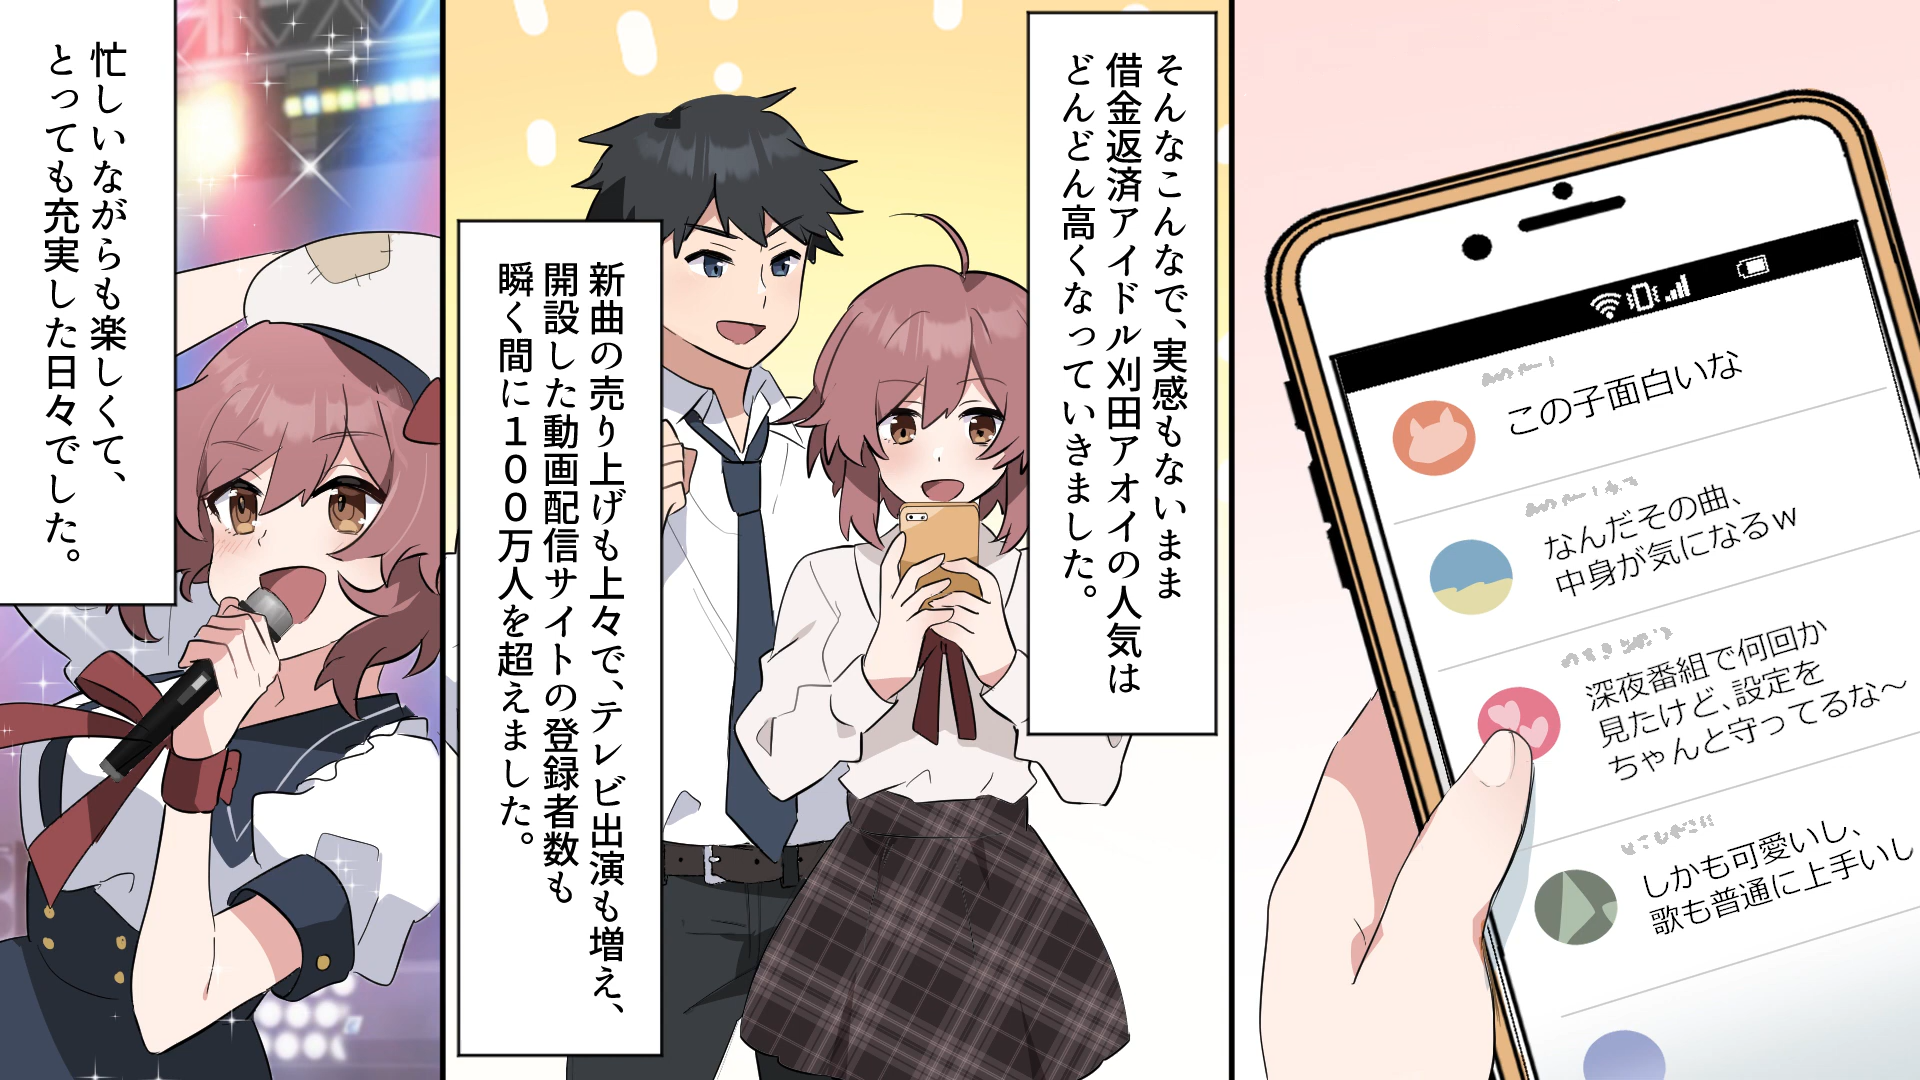 この子面白いな
なんだその曲、
中身が気になるw
深夜番組で何回か
見たけど、設定を
ちゃんと守ってるな〜
しかも可愛いし、
歌も普通に上手いし
そんなこんなで、実感もないまま
借金返済アイドル刈田アオイの人気は
どんどん高くなっていきました。
新曲の売り上げも上々で、テレビ出演も増え、
開設した動画配信サイトの登録者数も
瞬く間に100万人を超えました。
忙しいながらも楽しくて、
とっても充実した日々でした。